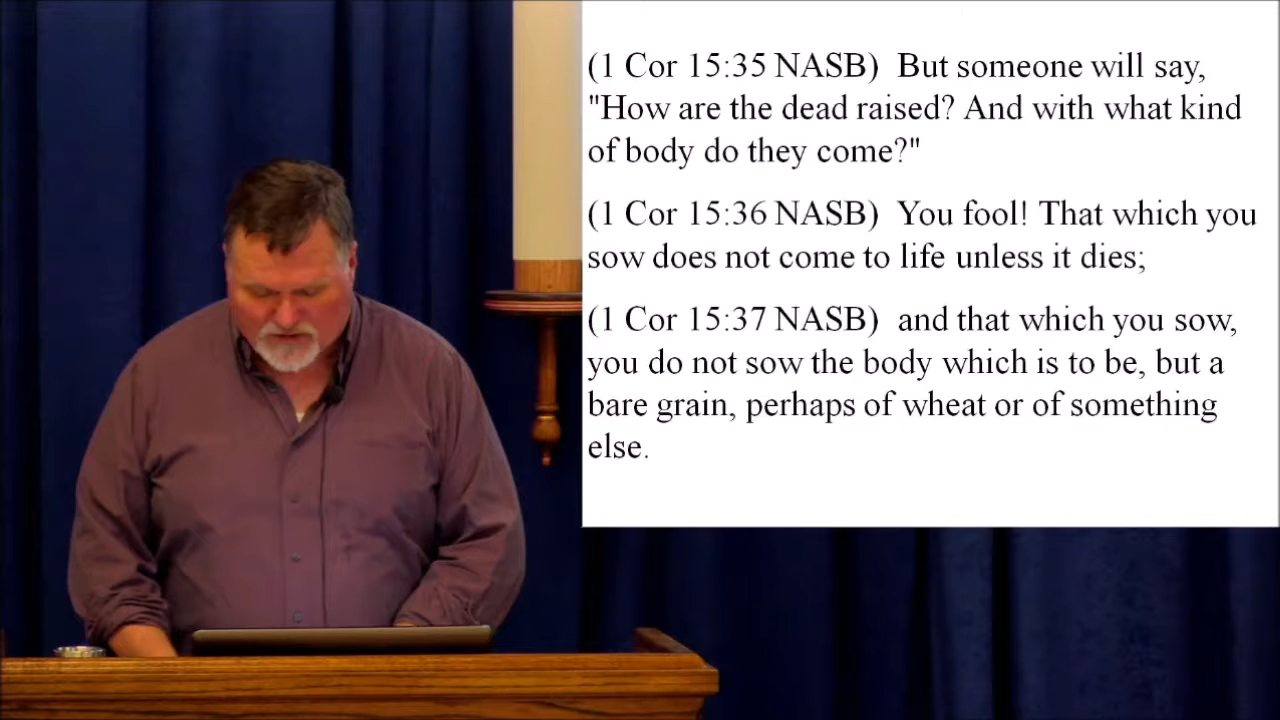 (1 Cor 15:35 NASB)  But someone will say,
"How are the dead raised? And with what kind
of body do they come?"
(1 Cor 15:36 NASB)  You fool! That which you
sow does not come to life unless it dies;
(1 Cor 15:37 NASB)  and that which you sow,
you do not sow the body which is to be, but a
bare grain, perhaps of wheat or of something
else.